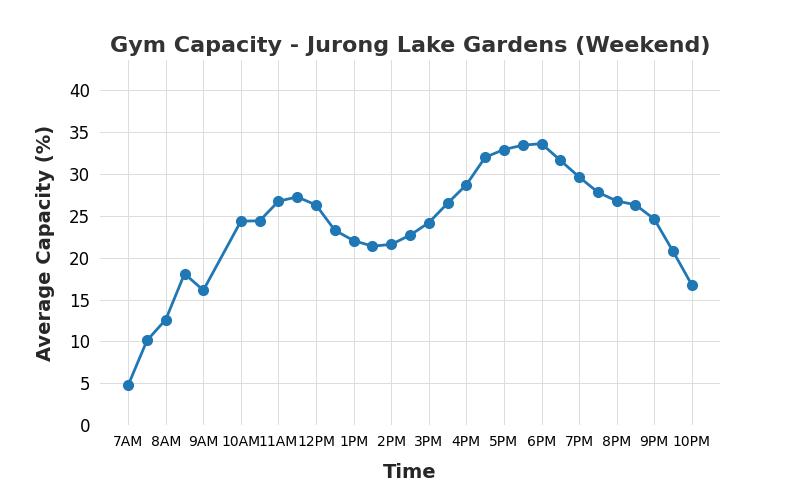 Gym Capacity - Jurong Lake Gardens (Weekend)
Average Capacity (%)
40
35
30
25
20
15
10
5
0
7AM 8AM 9AM 10AM 11AM 12PM 1PM 2PM 3PM 4PM 5PM 6PM 7PM 8PM 9PM 10PM
Time